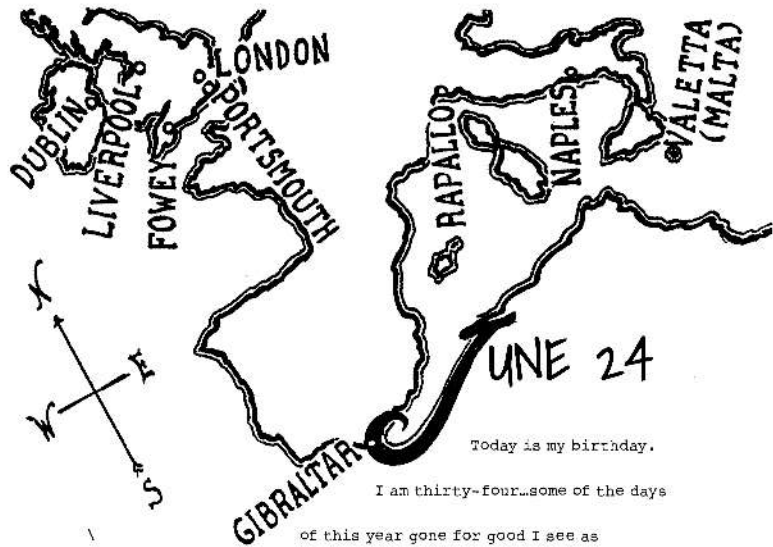 LONDON
DUBLIN
LIVERPOOL
FOWEY
PORTSMOUTH
RAPALLO
NAPLES
VALETTA
(MALTA)
N
E
W
S
GIBRALTAR
JUNE 24
Today is my birthday.
I am thirty-four...some of the days
of this year gone for good I see as